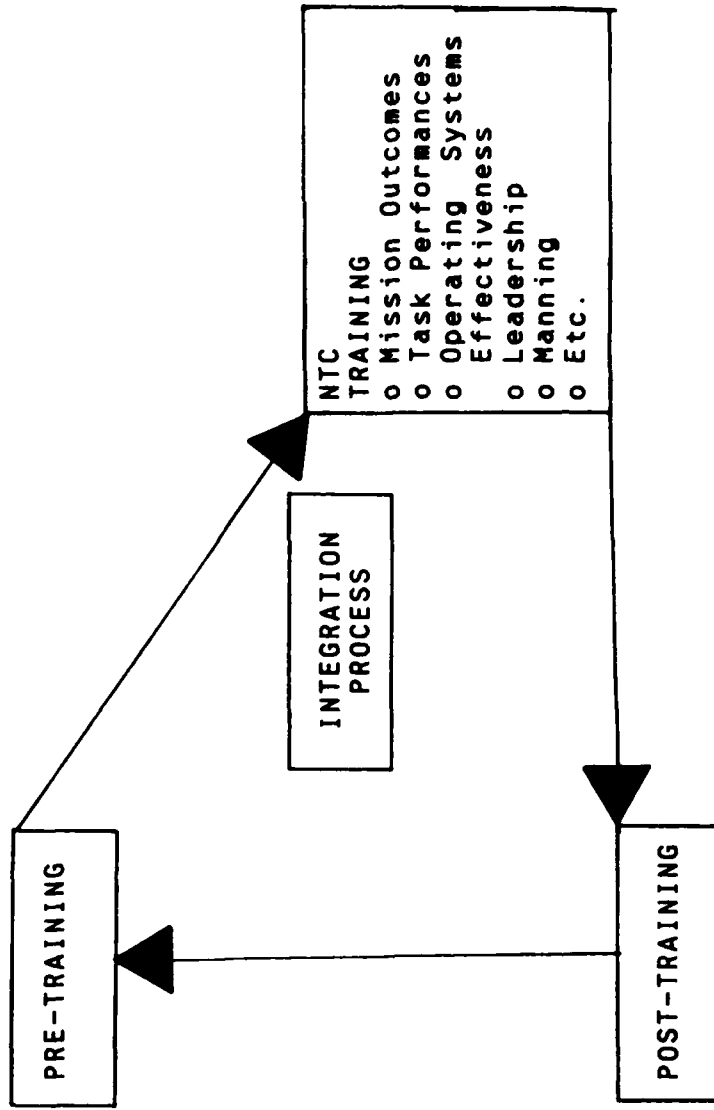 PRE-TRAINING
NTC
TRAINING
o Mission Outcomes
o Task Performances
o Operating Systems
Effectiveness
o Leadership
o Manning
o Etc.
INTEGRATION
PROCESS
POST-TRAINING